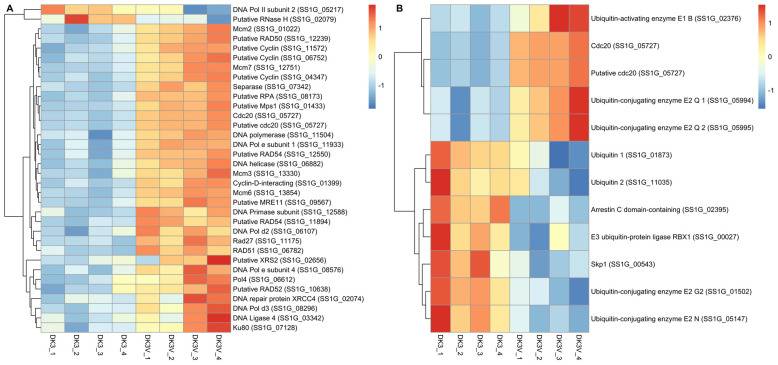 A
DNA Pol II subunit 2 (SS1G_05217)
Putative RNase H (SS1G_02079)
Mcm2 (SS1G_01022)
Putative RAD50 (SS1G_12239)
Putative Cyclin (SS1G_11572)
Putative Cyclin (SS1G_06752)
Mcm7 (SS1G_12751)
Putative Cyclin (SS1G_04347)
Separase (SS1G_07342)
Putative RPA (SS1G_08173)
Putative Mps1 (SS1G_01433)
Cdc20 (SS1G_05727)
Putative cdc20 (SS1G_05727)
DNA polymerase (SS1G_11504)
DNA Pol e subunit 1 (SS1G_11933)
Putative RAD54 (SS1G_12550)
DNA helicase (SS1G_06882)
Mcm3 (SS1G_13330)
Cyclin-D-interacting (SS1G_01399)
Mcm6 (SS1G_13854)
Putative MRE11 (SS1G_09567)
DNA Primase subunit (SS1G_12588)
Putative RAD54 (SS1G_11894)
DNA Pol d2 (SS1G_06107)
Rad27 (SS1G_11175)
RAD51 (SS1G_06782)
Putative XRS2 (SS1G_02656)
DNA Pol e subunit 4 (SS1G_08576)
Pol4 (SS1G_06612)
Putative RAD52 (SS1G_10638)
DNA repair protein XRCC4 (SS1G_02074)
DNA Pol d3 (SS1G_08296)
DNA Ligase 4 (SS1G_03342)
Ku80 (SS1G_07128)
DK3_1
DK3_2
DK3_3
DK3_4
DK3V_1
DK3V_2
DK3V_3
DK3V_4
1
0
-1
B
Ubiquitin-activating enzyme E1 B (SS1G_02376)
Cdc20 (SS1G_05727)
Putative cdc20 (SS1G_05727)
Ubiquitin-conjugating enzyme E2 Q 1 (SS1G_05994)
Ubiquitin-conjugating enzyme E2 Q 2 (SS1G_05995)
Ubiquitin 1 (SS1G_01873)
Ubiquitin 2 (SS1G_11035)
Arrestin C domain-containing (SS1G_02395)
E3 ubiquitin-protein ligase RBX1 (SS1G_00027)
Skp1 (SS1G_00543)
Ubiquitin-conjugating enzyme E2 G2 (SS1G_01502)
Ubiquitin-conjugating enzyme E2 N (SS1G_05147)
DK3_1
DK3_2
DK3_3
DK3_4
DK3V_1
DK3V_2
DK3V_3
DK3V_4
1
0
-1